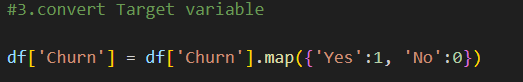 #3.convert Target variable
df['Churn'] = df['Churn'].map({'Yes':1, 'No':0})